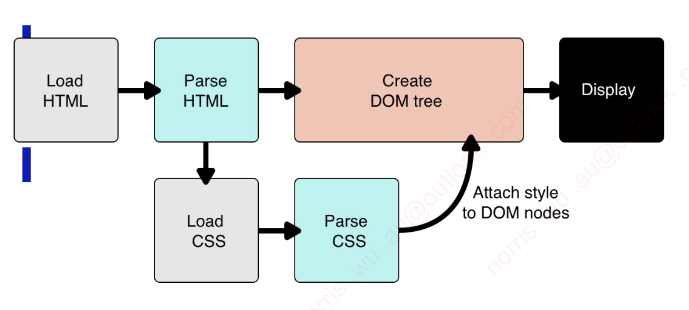 Load
HTML
Parse
HTML
Create
DOM tree
Display
Load
CSS
Parse
CSS
Attach style
to DOM nodes
norris.wu.au@outlook.com